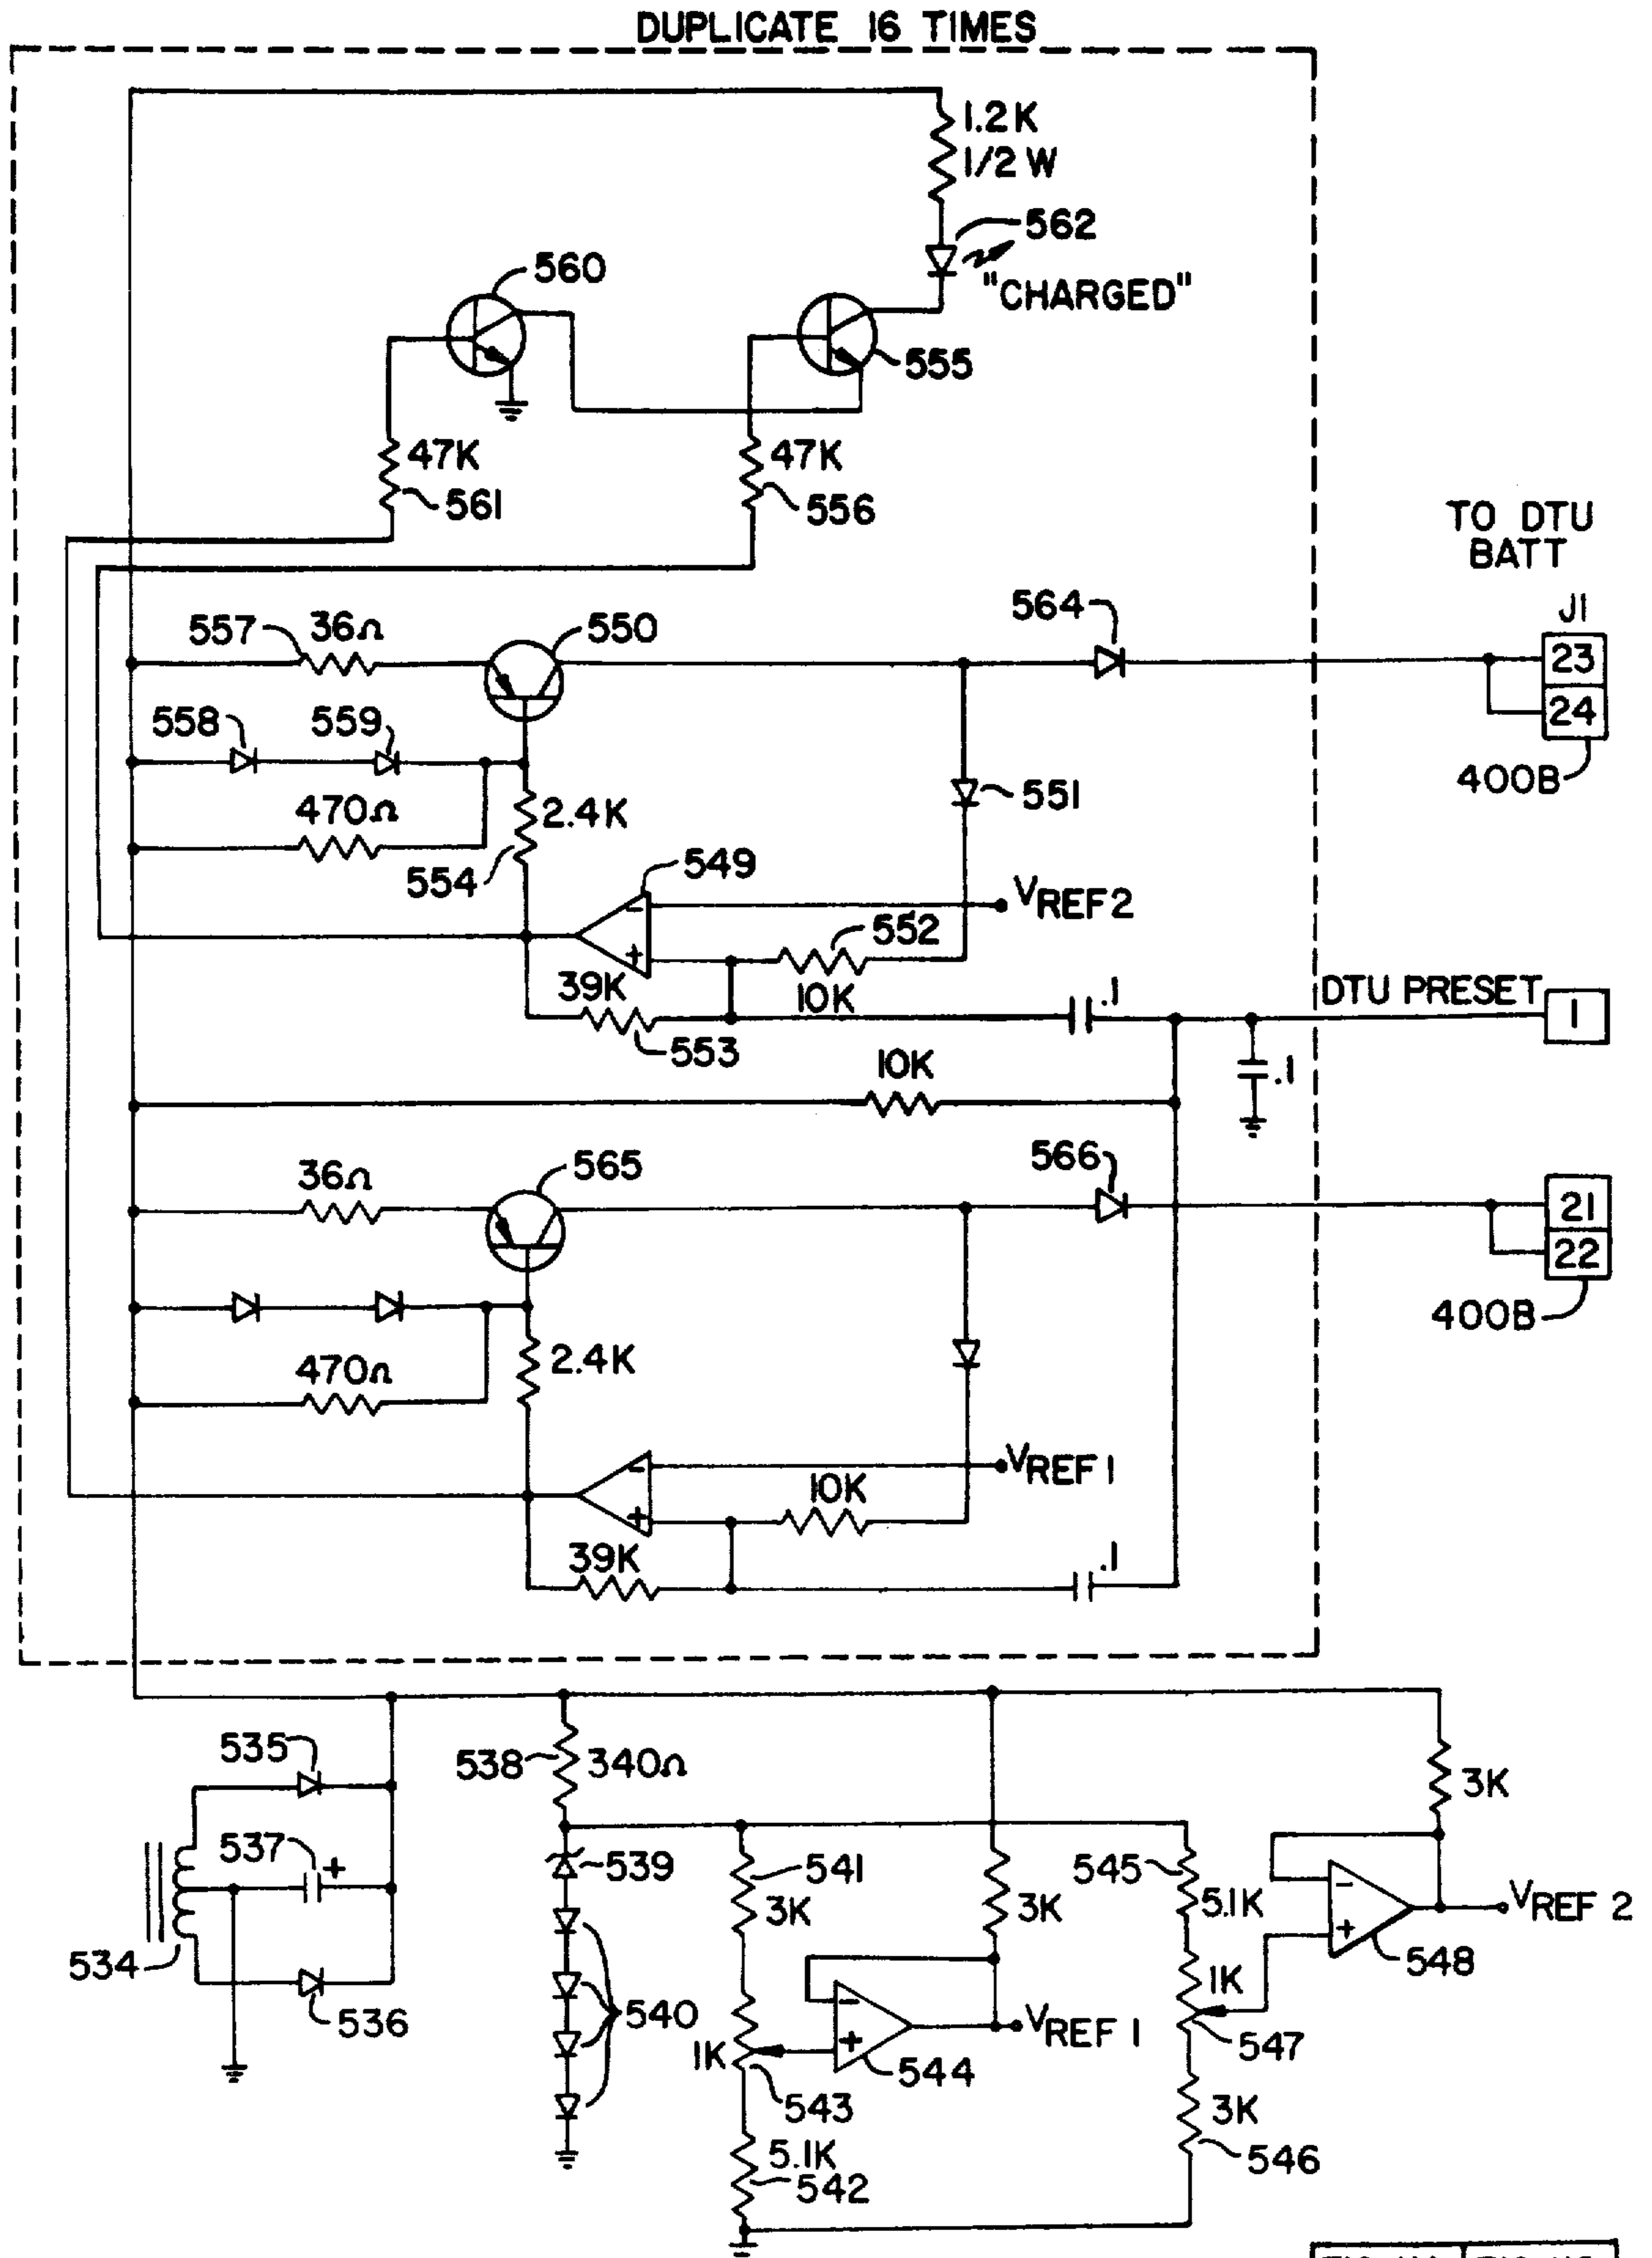 DUPLICATE 16 TIMES
1.2K
1/2 W
562
"CHARGED"
560
555
47K
561
47K
556
TO DTU
BATT
J1
557
36Ω
550
564
23
24
400B
558
559
470Ω
2.4K
554
551
549
-
+
VREF2
552
10K
39K
553
.1
DTU PRESET
1
.1
10K
36Ω
565
566
21
22
400B
470Ω
2.4K
-
+
VREF1
10K
39K
.1
535
537
+
534
536
538
340Ω
539
540
541
3K
1K
543
5.1K
542
3K
-
+
544
VREF1
545
5.1K
1K
547
3K
546
3K
-
+
548
VREF 2